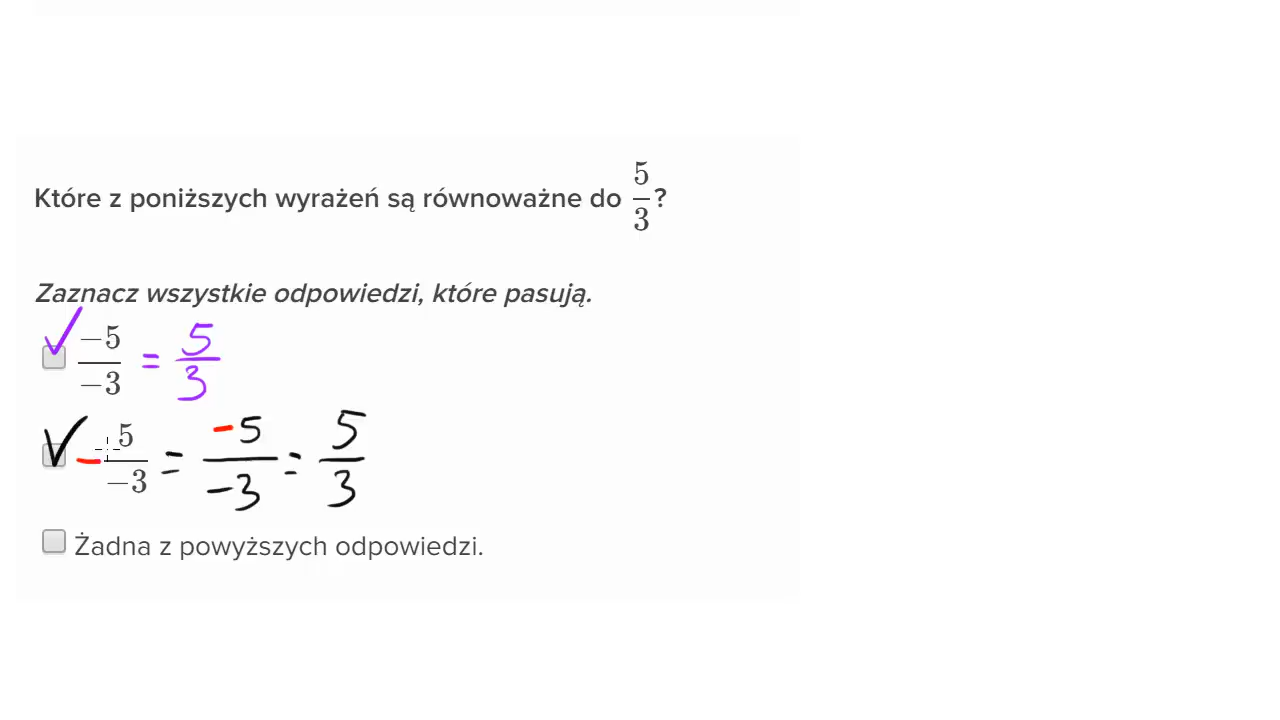 Które z poniższych wyrażeń są równoważne do 5/3?
Zaznacz wszystkie odpowiedzi, które pasują.
−5/−3 = 5/3
−5/−3 = −5/−3 = 5/3
Żadna z powyższych odpowiedzi.